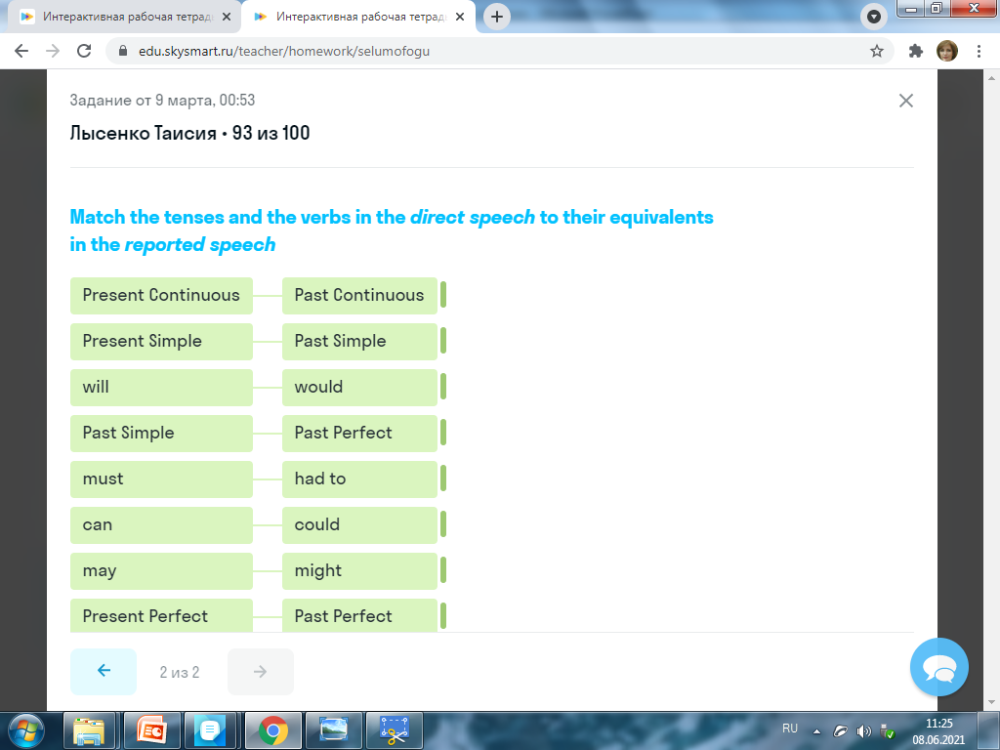 Интерактивная рабочая тетрад
Интерактивная рабочая тетрад
edu.skysmart.ru/teacher/homework/selumofogu
Задание от 9 марта, 00:53
Лысенко Таисия • 93 из 100
Match the tenses and the verbs in the direct speech to their equivalents
in the reported speech
Present Continuous Past Continuous
Present Simple Past Simple
will would
Past Simple Past Perfect
must had to
can could
may might
Present Perfect Past Perfect
2 из 2
RU
11:25
08.06.2021